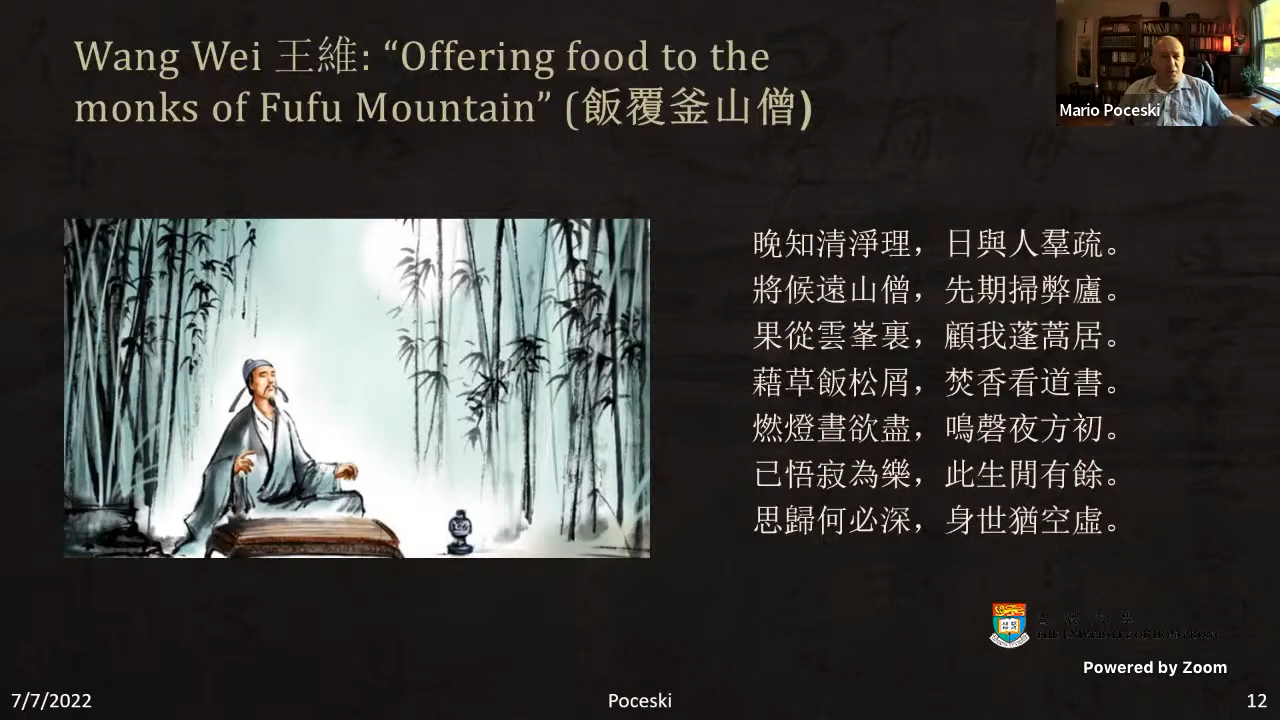 Wang Wei 王維: “Offering food to the
monks of Fufu Mountain” (飯覆釜山僧)
Mario Poceski
晚知清淨理，日與人羣疏。
將候遠山僧，先期掃弊廬。
果從雲峯裏，顧我蓬蒿居。
藉草飯松屑，焚香看道書。
燃燈晝欲盡，鳴磬夜方初。
已悟寂為樂，此生閒有餘。
思歸何必深，身世猶空虛。
THE UNIVERSITY OF HONG KONG
Powered by Zoom
7/7/2022
Poceski
12